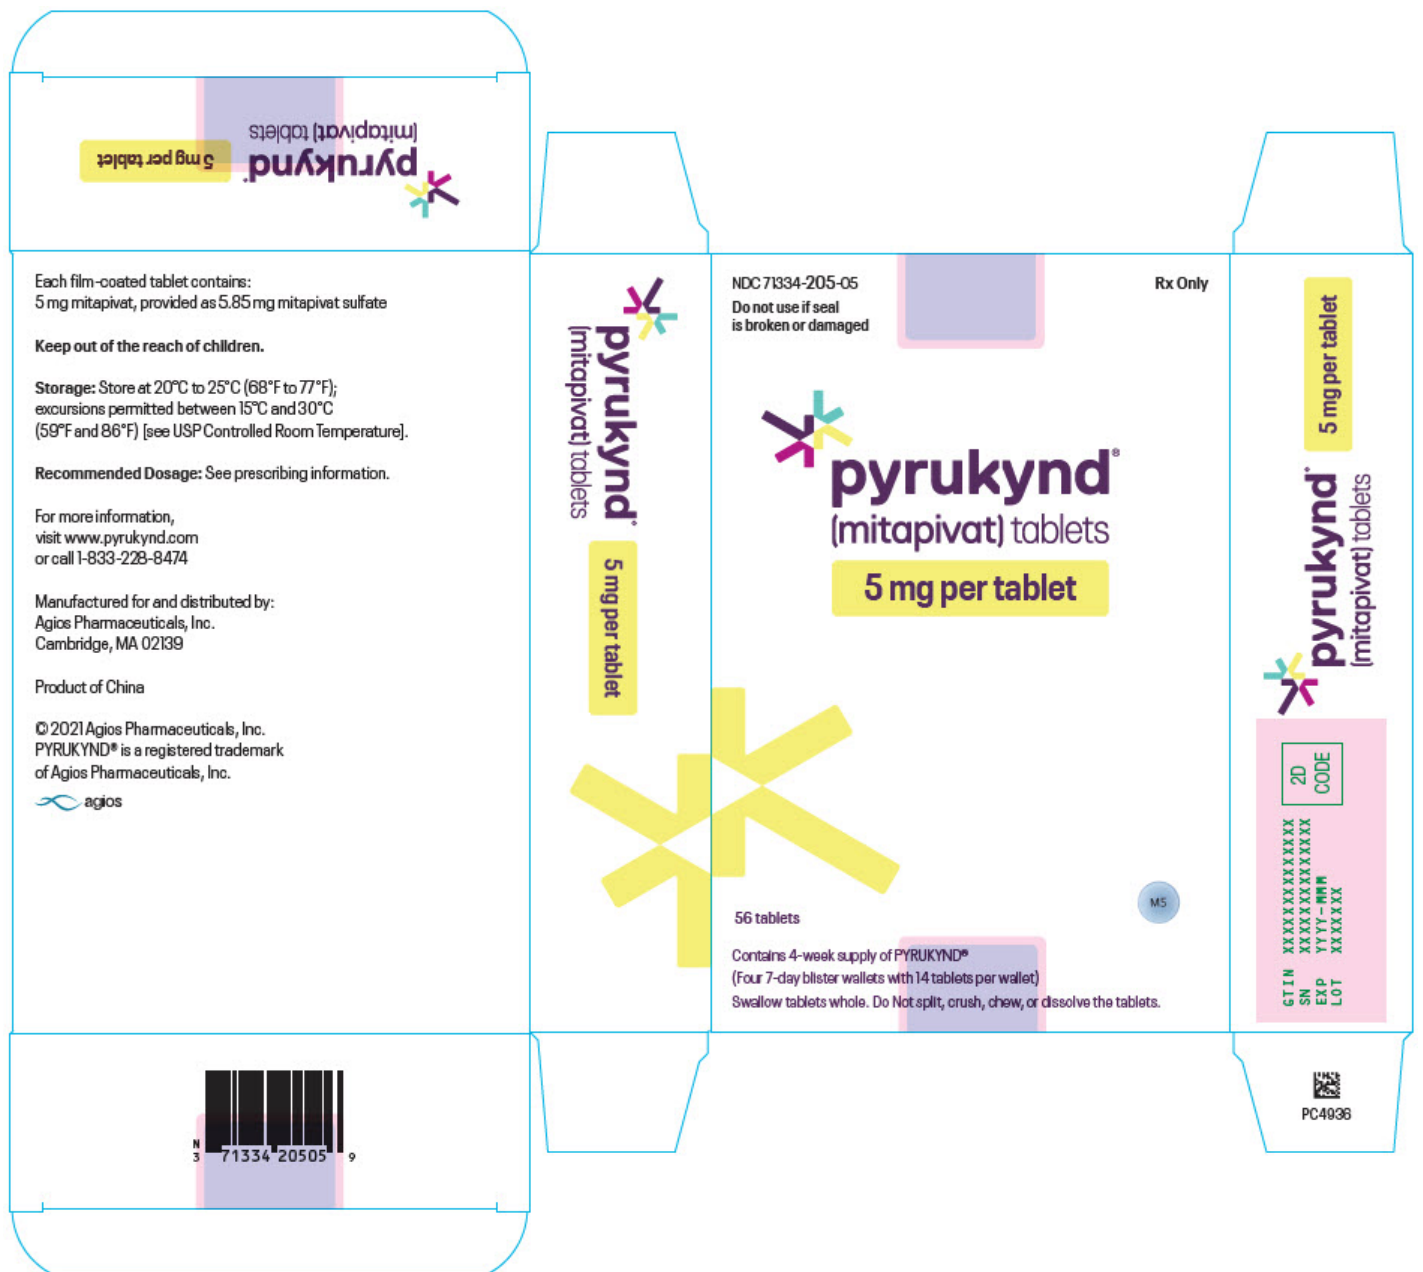 pyrukynd®
(mitapivat) tablets
5 mg per tablet
Each film-coated tablet contains:
5 mg mitapivat, provided as 5.85 mg mitapivat sulfate
Keep out of the reach of children.
Storage: Store at 20°C to 25°C (68°F to 77°F);
excursions permitted between 15°C and 30°C
(59°F and 86°F) [see USP Controlled Room Temperature].
Recommended Dosage: See prescribing information.
For more information,
visit www.pyrukynd.com
or call 1-833-228-8474
Manufactured for and distributed by:
Agios Pharmaceuticals, Inc.
Cambridge, MA 02139
Product of China
© 2021 Agios Pharmaceuticals, Inc.
PYRUKYND® is a registered trademark
of Agios Pharmaceuticals, Inc.
agios
N
3 71334 20505 9
pyrukynd®
(mitapivat) tablets
5 mg per tablet
NDC 71334-205-05
Rx Only
Do not use if seal
is broken or damaged
pyrukynd®
(mitapivat) tablets
5 mg per tablet
M5
56 tablets
Contains 4-week supply of PYRUKYND®
(Four 7-day blister wallets with 14 tablets per wallet)
Swallow tablets whole. Do Not split, crush, chew, or dissolve the tablets.
pyrukynd®
(mitapivat) tablets
5 mg per tablet
2D
CODE
GTIN XXXXXXXXXXXXXX
SN XXXXXXXXXXXXXX
EXP YYYY-MMM
LOT XXXXXXX
PC4936